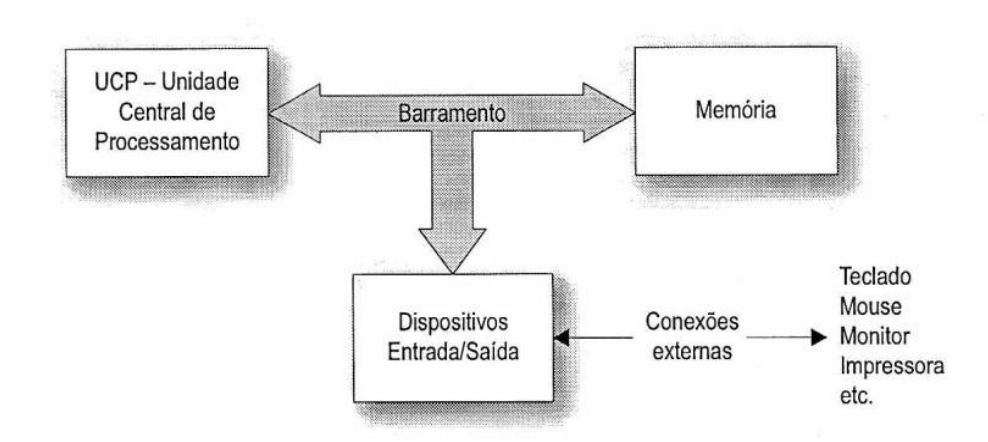 UCP – Unidade
Central de
Processamento
Barramento
Memória
Dispositivos
Entrada/Saída
Conexões
externas
Teclado
Mouse
Monitor
Impressora
etc.